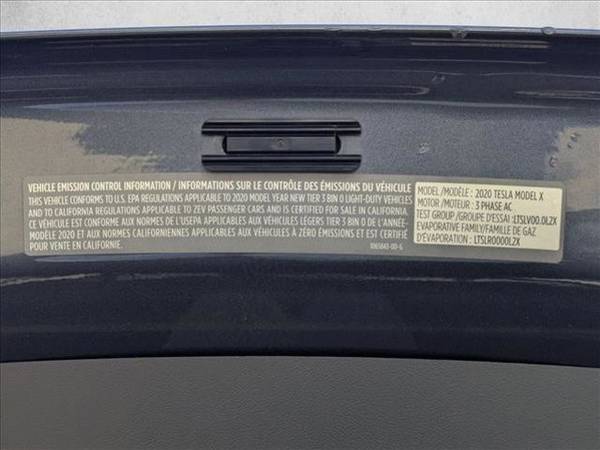 VEHICLE EMISSION CONTROL INFORMATION / INFORMATIONS SUR LE CONTRÔLE DES ÉMISSIONS DU VÉHICULE
THIS VEHICLE CONFORMS TO U.S. EPA REGULATIONS APPLICABLE TO 2020 MODEL YEAR NEW TIER 3 BIN 0 LIGHT-DUTY VEHICLES
AND TO CALIFORNIA REGULATIONS APPLICABLE TO ZEV PASSENGER CARS AND IS CERTIFIED FOR SALE IN CALIFORNIA.
CE VÉHICULE EST CONFORME AUX NORMES DE L'USEPA APPLICABLES AUX VÉHICULES LÉGERS TIER 3 BIN 0 DE L'ANNÉE
MODÈLE 2020 ET AUX NORMES CALIFORNIENNES APPLICABLES AUX VÉHICULES À ZÉRO ÉMISSIONS ET EST CERTIFIÉ
POUR VENTE EN CALIFORNIE.
1065843-00-G
MODEL / MODÈLE : 2020 TESLA MODEL X
MOTOR / MOTEUR : 3 PHASE AC
TEST GROUP /GROUPE D'ESSAI :LTSLV00.0LZX
EVAPORATIVE FAMILY/FAMILLE DE GAZ
D'ÉVAPORATION : LTSLR0000LZX